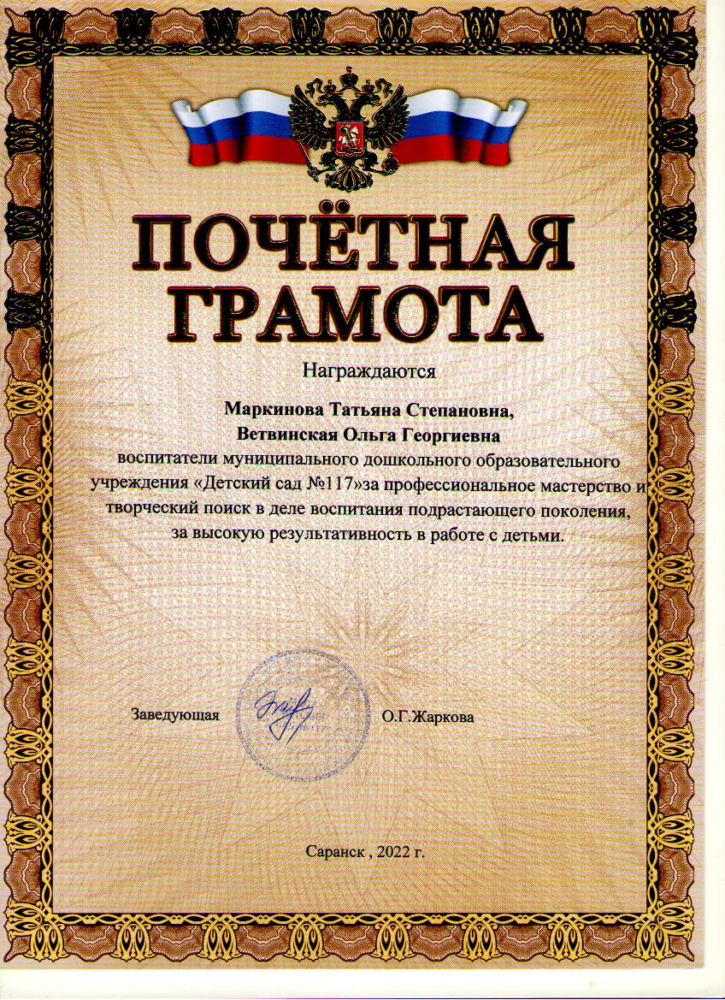 ПОЧЁТНАЯ
ГРАМОТА
Награждаются
Маркинова Татьяна Степановна,
Ветвинская Ольга Георгиевна
воспитатели муниципального дошкольного образовательного
учреждения «Детский сад №117»за профессиональное мастерство и
творческий поиск в деле воспитания подрастающего поколения,
за высокую результативность в работе с детьми.
Заведующая О.Г.Жаркова
Саранск , 2022 г.